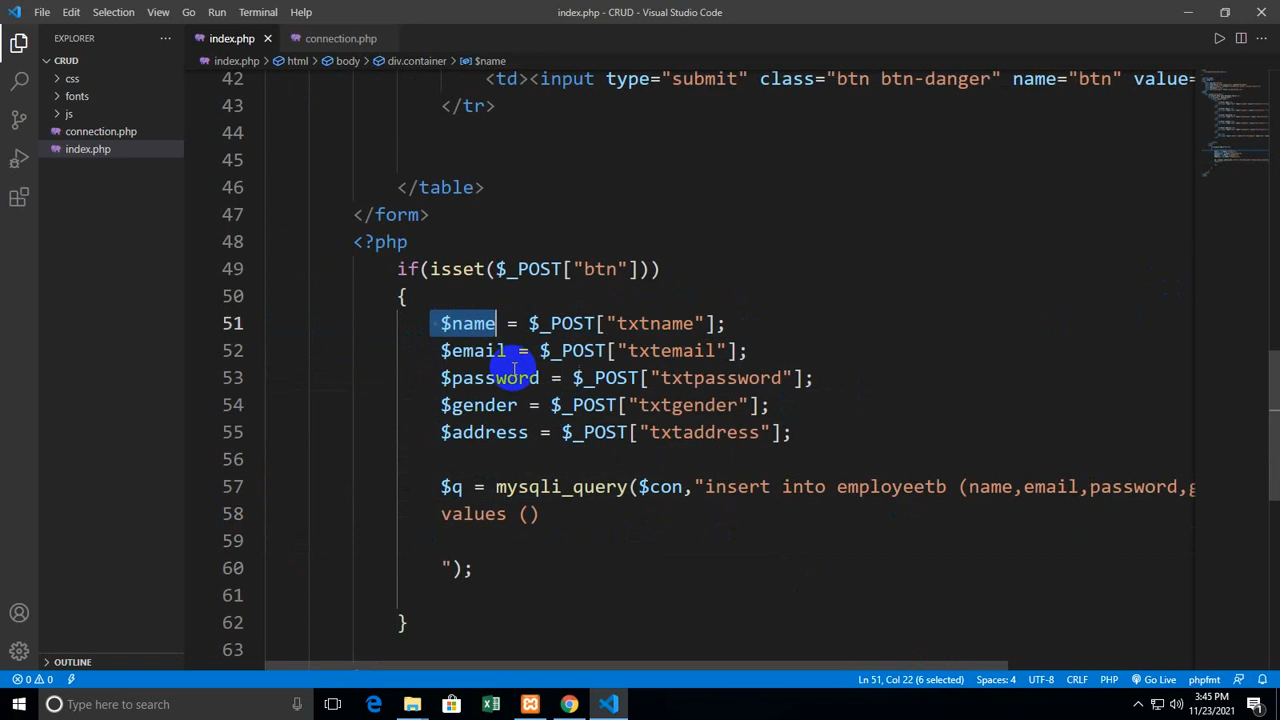 File Edit Selection View Go Run Terminal Help
index.php - CRUD - Visual Studio Code
EXPLORER
index.php
connection.php
CRUD
index.php > html > body > div.container > $name
css
fonts
js
connection.php
index.php
42 <td><input type="submit" class="btn btn-danger" name="btn" value=
43 </tr>
44
45
46 </table>
47 </form>
48 <?php
49 if(isset($_POST["btn"]))
50 {
51 $name = $_POST["txtname"];
52 $email = $_POST["txtemail"];
53 $password = $_POST["txtpassword"];
54 $gender = $_POST["txtgender"];
55 $address = $_POST["txtaddress"];
56
57 $q = mysqli_query($con,"insert into employeetb (name,email,password,g
58 values ()
59
60 ");
61
62 }
63
OUTLINE
0 0
Ln 51, Col 22 (6 selected) Spaces: 4 UTF-8 CRLF PHP Go Live phpfmt
Type here to search
3:45 PM
11/23/2021